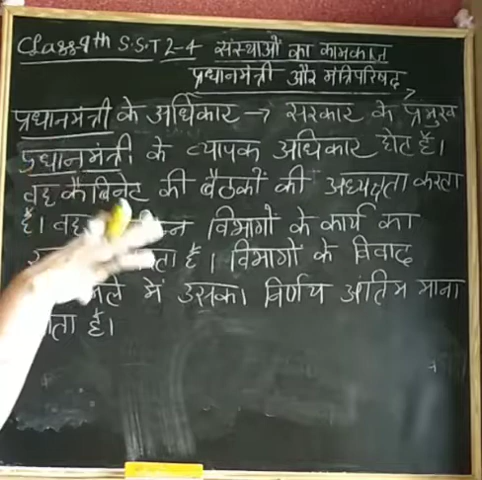 Class 9th S.S.T 2-4 संस्थाओं का कामकाज
प्रधानमंत्री और मंत्रिपरिषद
प्रधानमंत्री के अधिकार → सरकार के प्रमुख
प्रधानमंत्री के व्यापक अधिकार होते हैं।
वह कैबिनेट की बैठकों की अध्यक्षता करता
है। वह विभागों के कार्य का
है। विभागों के विवाद
में उसका निर्णय अंतिम माना
है।